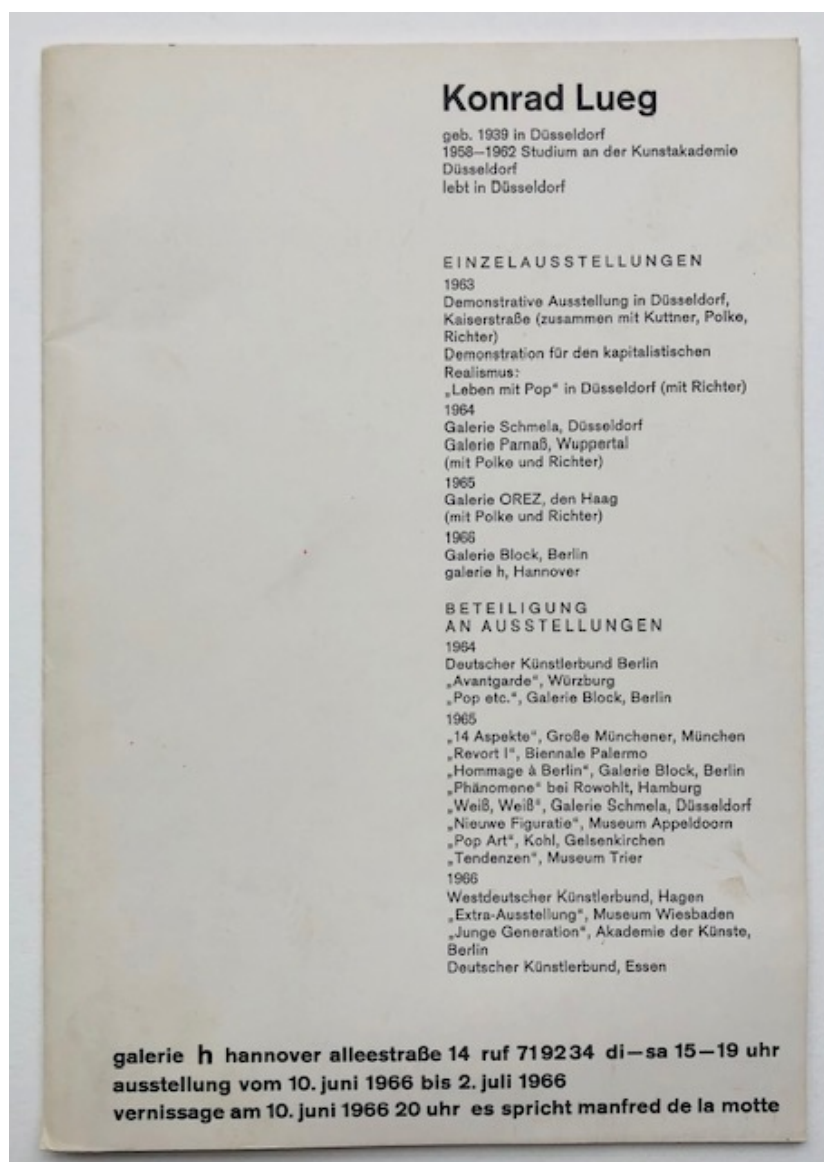 Konrad Lueg
geb. 1939 in Düsseldorf
1958—1962 Studium an der Kunstakademie
Düsseldorf
lebt in Düsseldorf
EINZELAUSSTELLUNGEN
1963
Demonstrative Ausstellung in Düsseldorf,
Kaiserstraße (zusammen mit Kuttner, Polke,
Richter)
Demonstration für den kapitalistischen
Realismus:
„Leben mit Pop“ in Düsseldorf (mit Richter)
1964
Galerie Schmela, Düsseldorf
Galerie Parnaß, Wuppertal
(mit Polke und Richter)
1965
Galerie OREZ, den Haag
(mit Polke und Richter)
1966
Galerie Block, Berlin
galerie h, Hannover
BETEILIGUNG
AN AUSSTELLUNGEN
1964
Deutscher Künstlerbund Berlin
„Avantgarde“, Würzburg
„Pop etc.“, Galerie Block, Berlin
1965
„14 Aspekte“, Große Münchener, München
„Revort I“, Biennale Palermo
„Hommage à Berlin“, Galerie Block, Berlin
„Phänomene“ bei Rowohlt, Hamburg
„Weiß, Weiß“, Galerie Schmela, Düsseldorf
„Nieuwe Figuratie“, Museum Appeldoorn
„Pop Art“, Kohl, Gelsenkirchen
„Tendenzen“, Museum Trier
1966
Westdeutscher Künstlerbund, Hagen
„Extra-Ausstellung“, Museum Wiesbaden
„Junge Generation“, Akademie der Künste,
Berlin
Deutscher Künstlerbund, Essen
galerie h hannover alleestraße 14 ruf 719234 di—sa 15—19 uhr
ausstellung vom 10. juni 1966 bis 2. juli 1966
vernissage am 10. juni 1966 20 uhr es spricht manfred de la motte